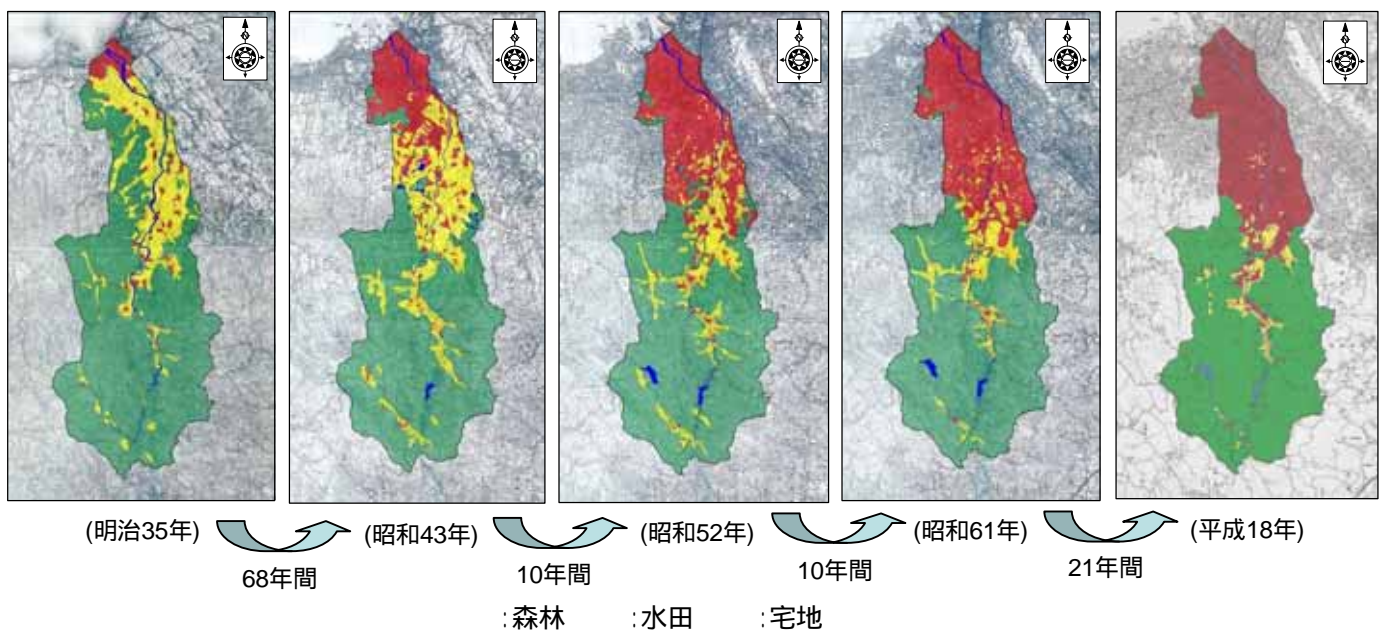 (明治35年) (昭和43年) (昭和52年) (昭和61年) (平成18年)
68年間 10年間 10年間 21年間
:森林 :水田 :宅地